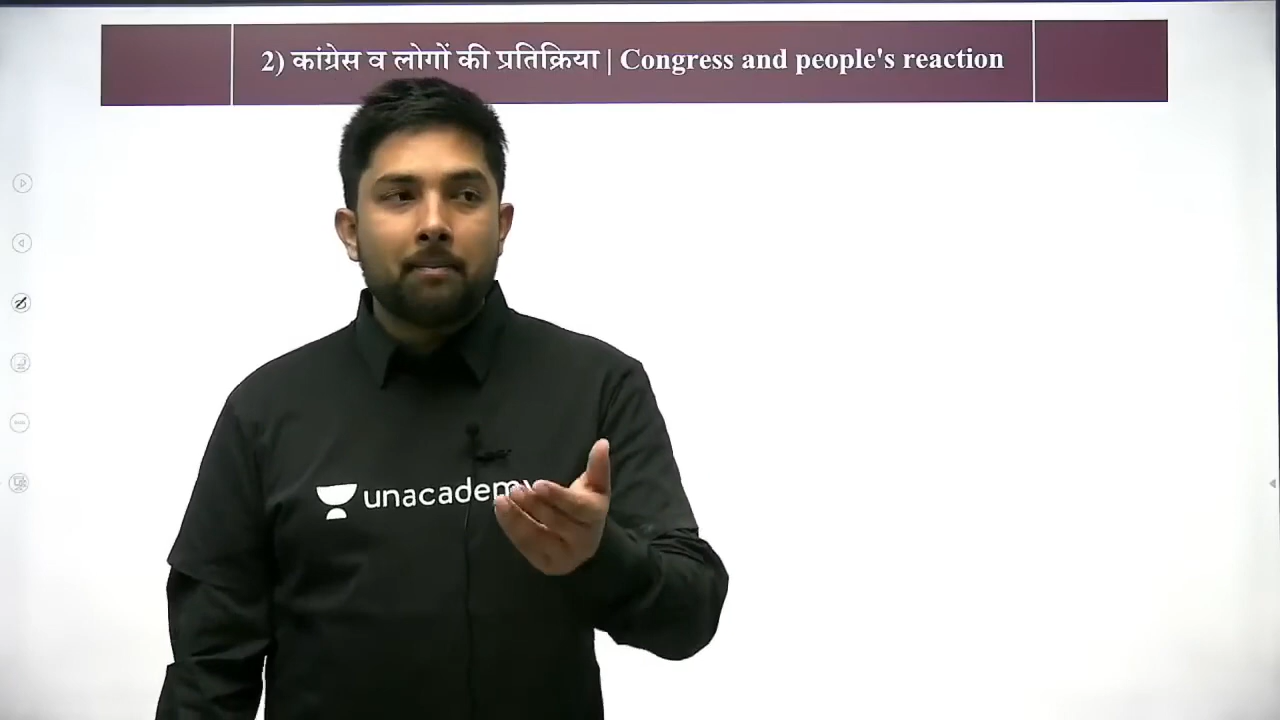 2) कांग्रेस व लोगों की प्रतिक्रिया | Congress and people's reaction
unacademy